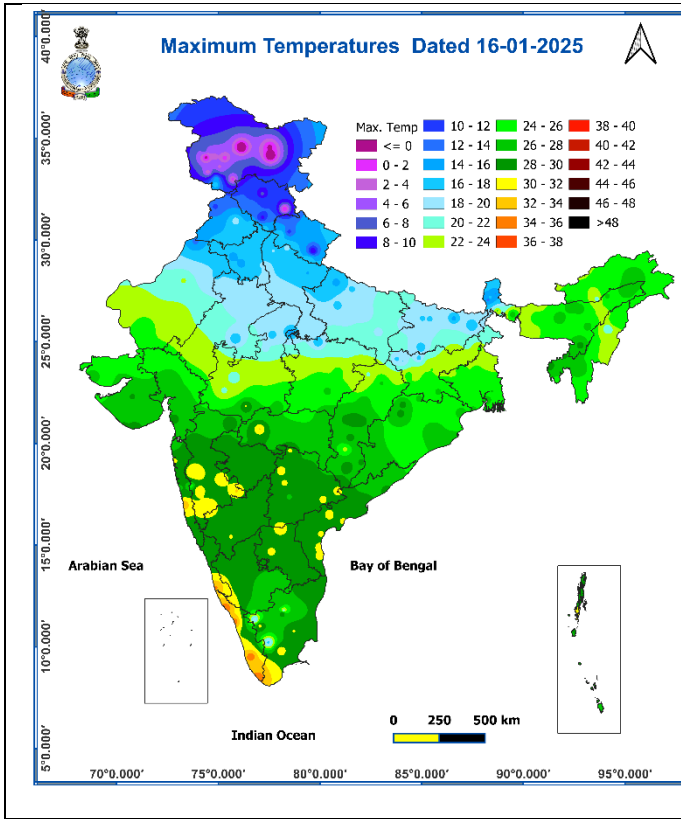 Maximum Temperatures Dated 16-01-2025
Max. Temp
<= 0
0 - 2
2 - 4
4 - 6
6 - 8
8 - 10
10 - 12
12 - 14
14 - 16
16 - 18
18 - 20
20 - 22
22 - 24
24 - 26
26 - 28
28 - 30
30 - 32
32 - 34
34 - 36
36 - 38
38 - 40
40 - 42
42 - 44
44 - 46
46 - 48
>48
40°0.000'
35°0.000'
30°0.000'
25°0.000'
20°0.000'
15°0.000'
10°0.000'
5°0.000'
Arabian Sea
Bay of Bengal
Indian Ocean
0 250 500 km
70°0.000' 75°0.000' 80°0.000' 85°0.000' 90°0.000' 95°0.000'